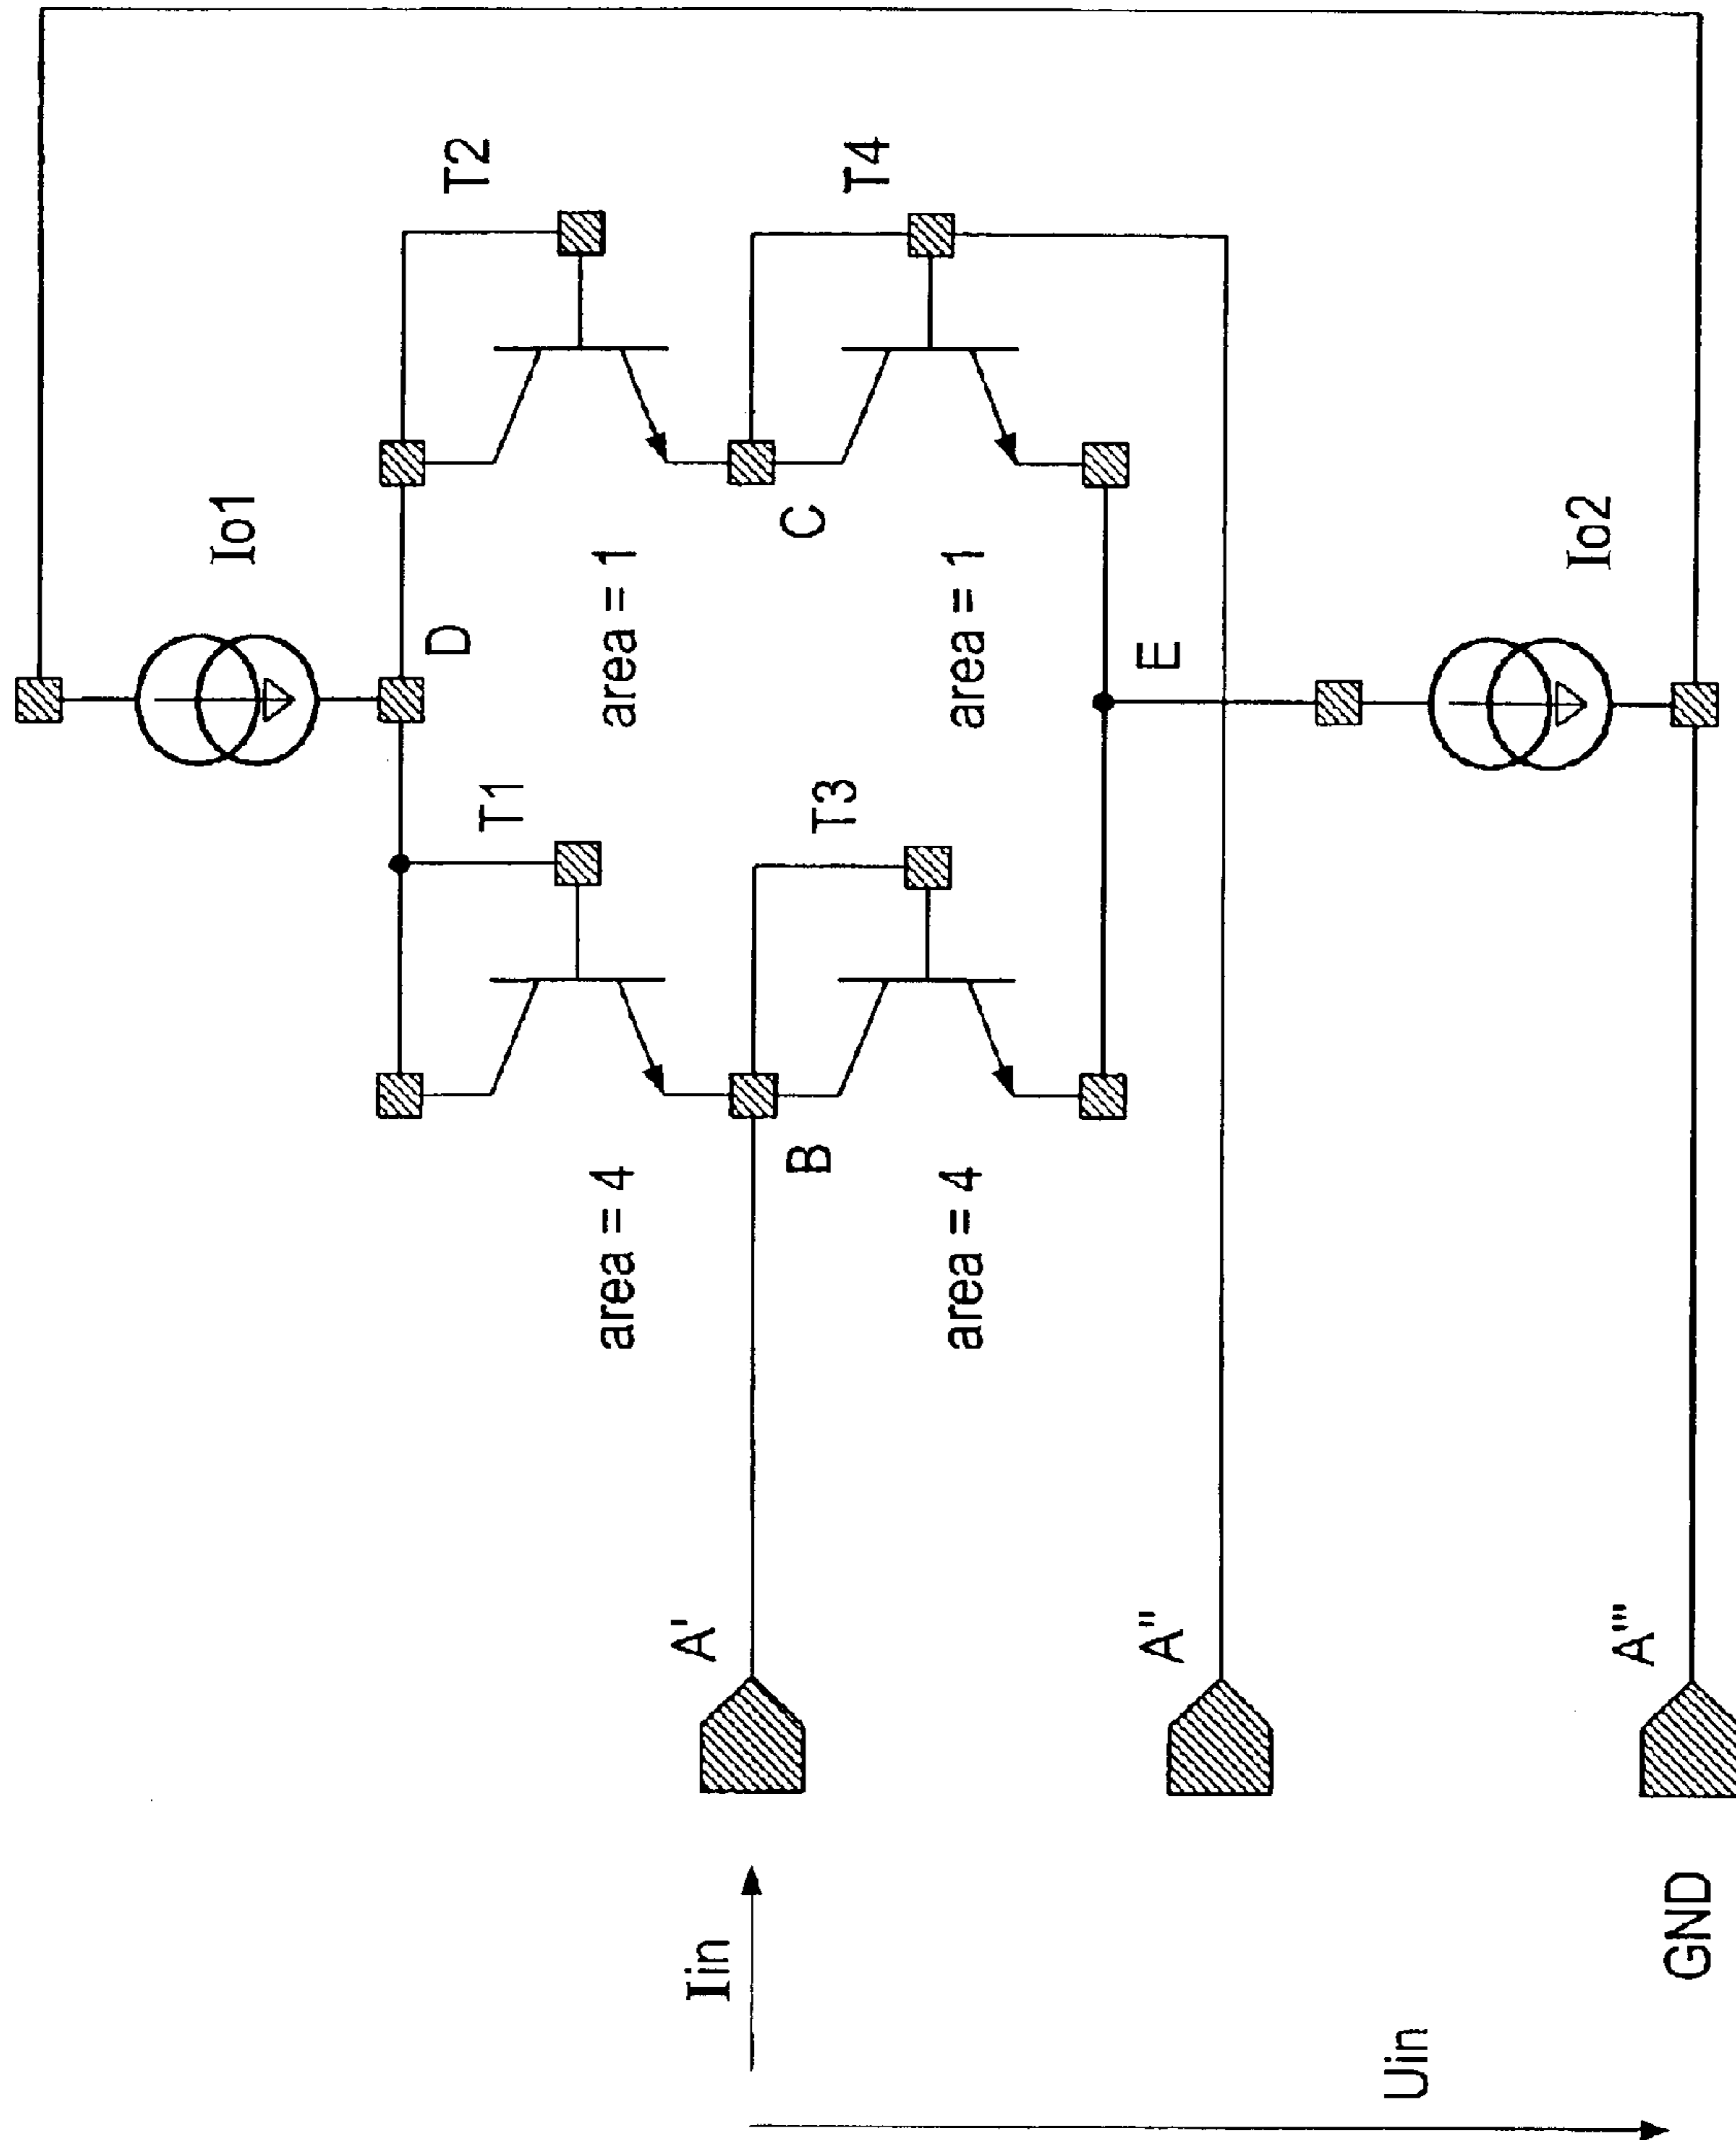 T2
T4
Io1
Io2
D
C
area = 1
area = 1
E
T1
T3
B
area = 4
area = 4
A'
A''
A'''
Iin
GND
Uin